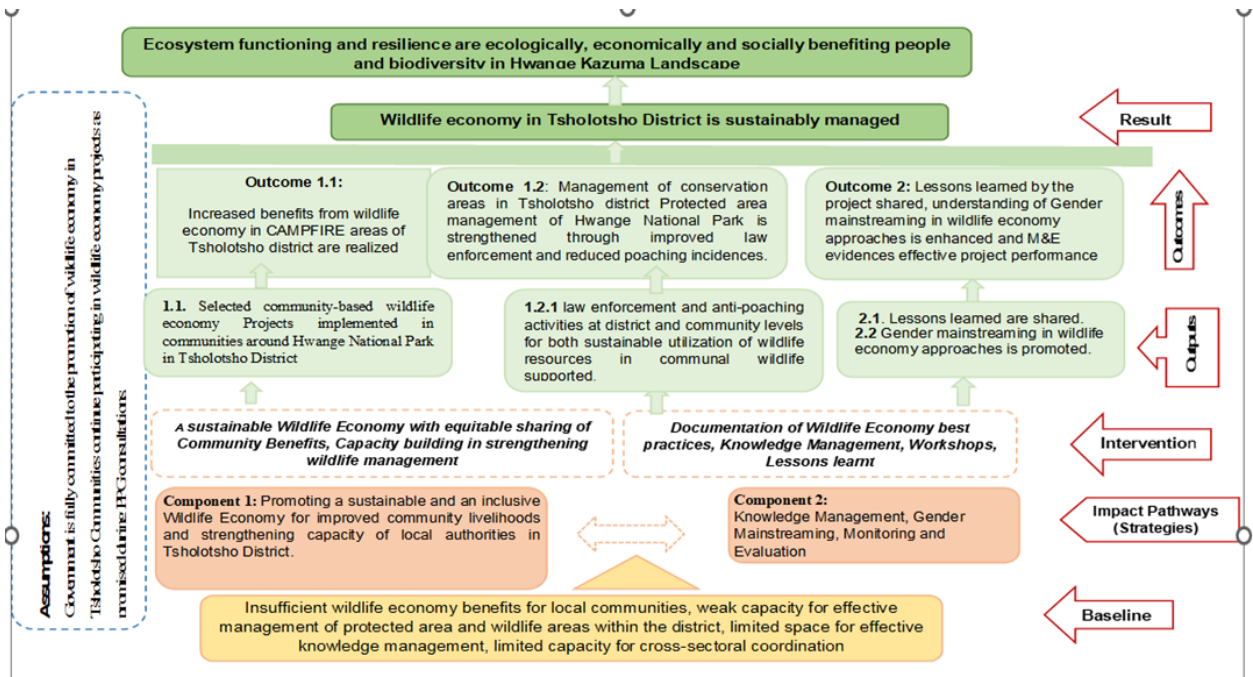 Ecosystem functioning and resilience are ecologically, economically and socially benefiting people
and biodiversity in Hwange Kazuma Landscape
Wildlife economy in Tsholotsho District is sustainably managed
Result
Outcome 1.1:
Increased benefits from wildlife
economy in CAMPFIRE areas of
Tsholotsho district are realized
Outcome 1.2: Management of conservation
areas in Tsholotsho district Protected area
management of Hwange National Park is
strengthened through improved law
enforcement and reduced poaching incidences.
Outcome 2: Lessons learned by the
project shared, understanding of Gender
mainstreaming in wildlife economy
approaches is enhanced and M&E
evidences effective project performance
Outcomes
1.1. Selected community-based wildlife
economy Projects implemented in
communities around Hwange National Park
in Tsholotsho District
1.2.1 law enforcement and anti-poaching
activities at district and community levels
for both sustainable utilization of wildlife
resources in communal wildlife
supported.
2.1. Lessons learned are shared.
2.2 Gender mainstreaming in wildlife
economy approaches is promoted.
Outputs
A sustainable Wildlife Economy with equitable sharing of
Community Benefits, Capacity building in strengthening
wildlife management
Documentation of Wildlife Economy best
practices, Knowledge Management, Workshops,
Lessons learnt
Intervention
Component 1: Promoting a sustainable and an inclusive
Wildlife Economy for improved community livelihoods
and strengthening capacity of local authorities in
Tsholotsho District.
Component 2:
Knowledge Management, Gender
Mainstreaming, Monitoring and
Evaluation
Impact Pathways
(Strategies)
Insufficient wildlife economy benefits for local communities, weak capacity for effective
management of protected area and wildlife areas within the district, limited space for effective
knowledge management, limited capacity for cross-sectoral coordination
Baseline
Assumptions:
Government is fully committed to the promotion of wildlife economy in
Tsholotsho Communities continue participating in wildlife economy projects as
promised during PPG consultations